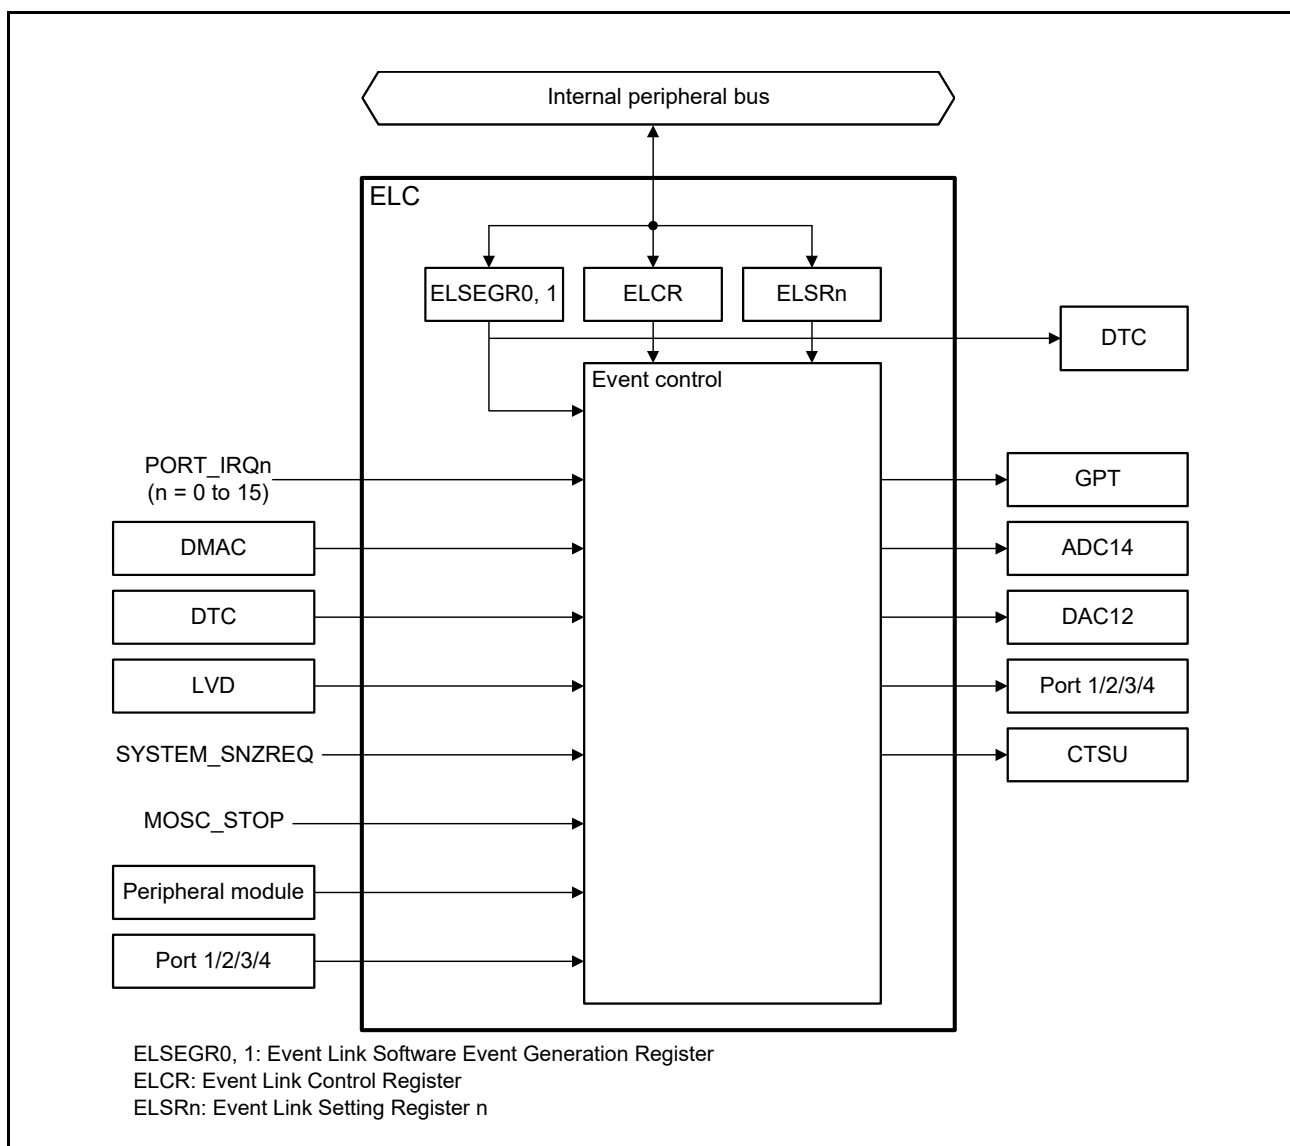 Internal peripheral bus
ELC
ELSEGR0, 1
ELCR
ELSRn
DTC
Event control
PORT_IRQn
(n = 0 to 15)
GPT
DMAC
ADC14
DTC
DAC12
LVD
Port 1/2/3/4
SYSTEM_SNZREQ
CTSU
MOSC_STOP
Peripheral module
Port 1/2/3/4
ELSEGR0, 1: Event Link Software Event Generation Register
ELCR: Event Link Control Register
ELSRn: Event Link Setting Register n